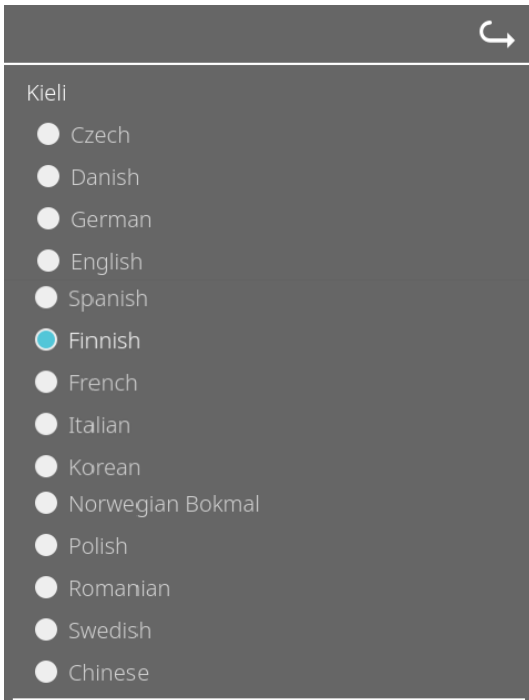 Kieli
Czech
Danish
German
English
Spanish
Finnish
French
Italian
Korean
Norwegian Bokmal
Polish
Romanian
Swedish
Chinese